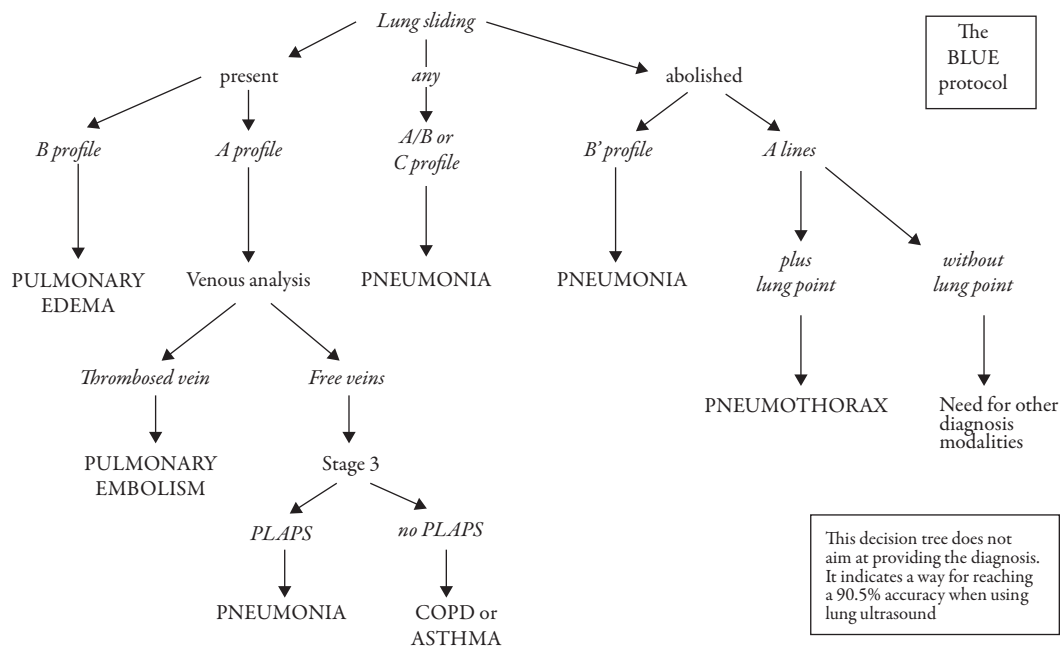 Lung sliding
The
BLUE
protocol
present
any
abolished
B profile
A profile
A/B or
C profile
B’ profile
A lines
PULMONARY
EDEMA
Venous analysis
PNEUMONIA
PNEUMONIA
plus
lung point
without
lung point
Thrombosed vein
Free veins
PNEUMOTHORAX
Need for other
diagnosis
modalities
PULMONARY
EMBOLISM
Stage 3
PLAPS
no PLAPS
PNEUMONIA
COPD or
ASTHMA
This decision tree does not
aim at providing the diagnosis.
It indicates a way for reaching
a 90.5% accuracy when using
lung ultrasound